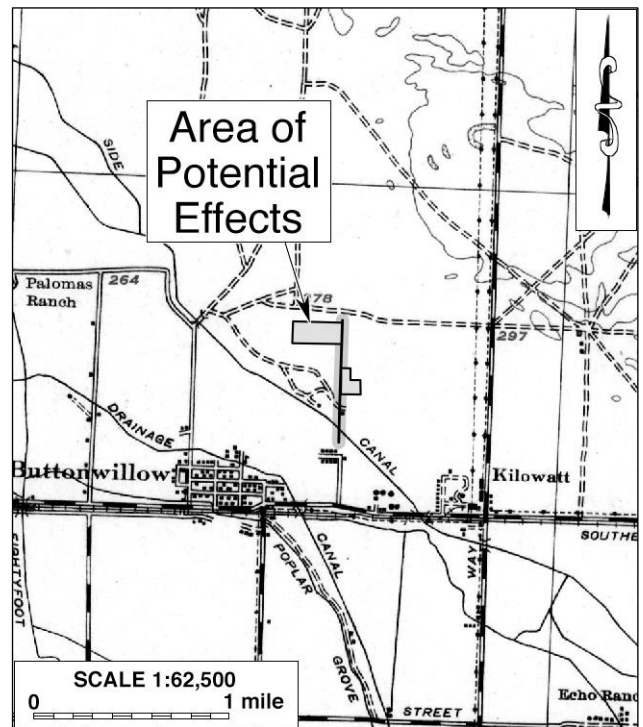 Area of
Potential
Effects
SIDE
Palomas
Ranch
264
278
297
DRAINAGE
CANAL
Buttonwillow
Kilowatt
SOUTHE
EIGHTYFOOT
POPLAR
CANAL
WAY
GROVE
STREET
Echo Ranc
SCALE 1:62,500
0 1 mile